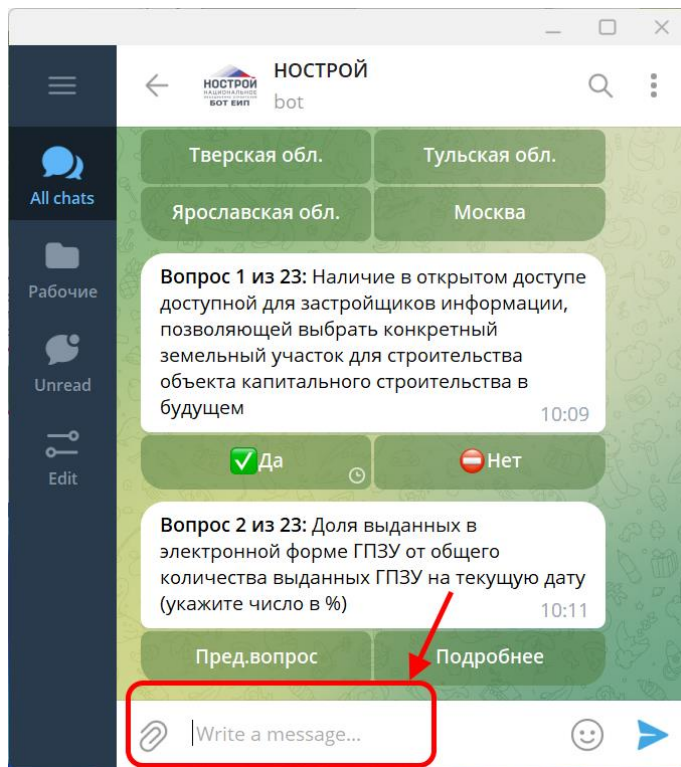 НОСТРОЙ
bot
НОСТРОЙ
НАЦИОНАЛЬНОЕ
БОТ ЕИП
All chats
Рабочие
Unread
Edit
Тверская обл. Тульская обл.
Ярославская обл. Москва
Вопрос 1 из 23: Наличие в открытом доступе
доступной для застройщиков информации,
позволяющей выбрать конкретный
земельный участок для строительства
объекта капитального строительства в
будущем
10:09
Да Нет
Вопрос 2 из 23: Доля выданных в
электронной форме ГПЗУ от общего
количества выданных ГПЗУ на текущую дату
(укажите число в %)
10:11
Пред.вопрос Подробнее
Write a message...